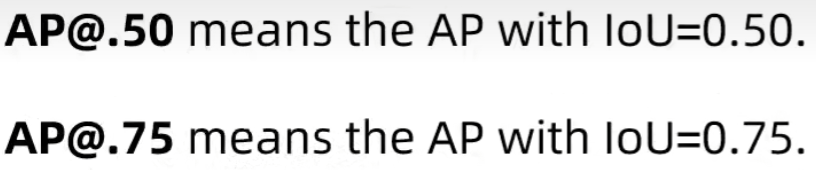 AP@.50 means the AP with IoU=0.50.
AP@.75 means the AP with IoU=0.75.